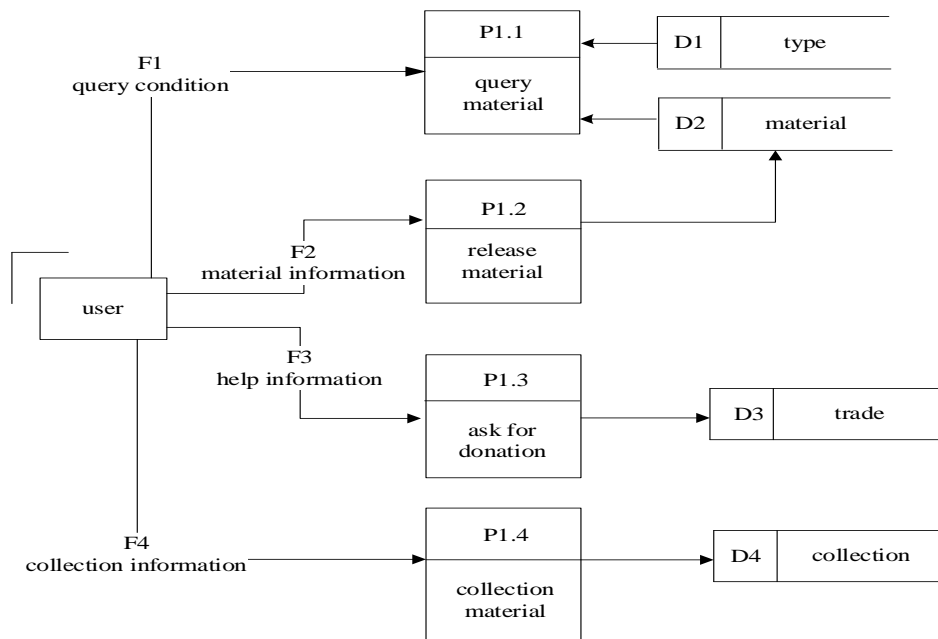 P1.1
D1
type
F1
query condition
query
material
D2
material
P1.2
F2
material information
release
material
user
F3
help information
P1.3
D3
trade
ask for
donation
P1.4
F4
collection information
D4
collection
collection
material